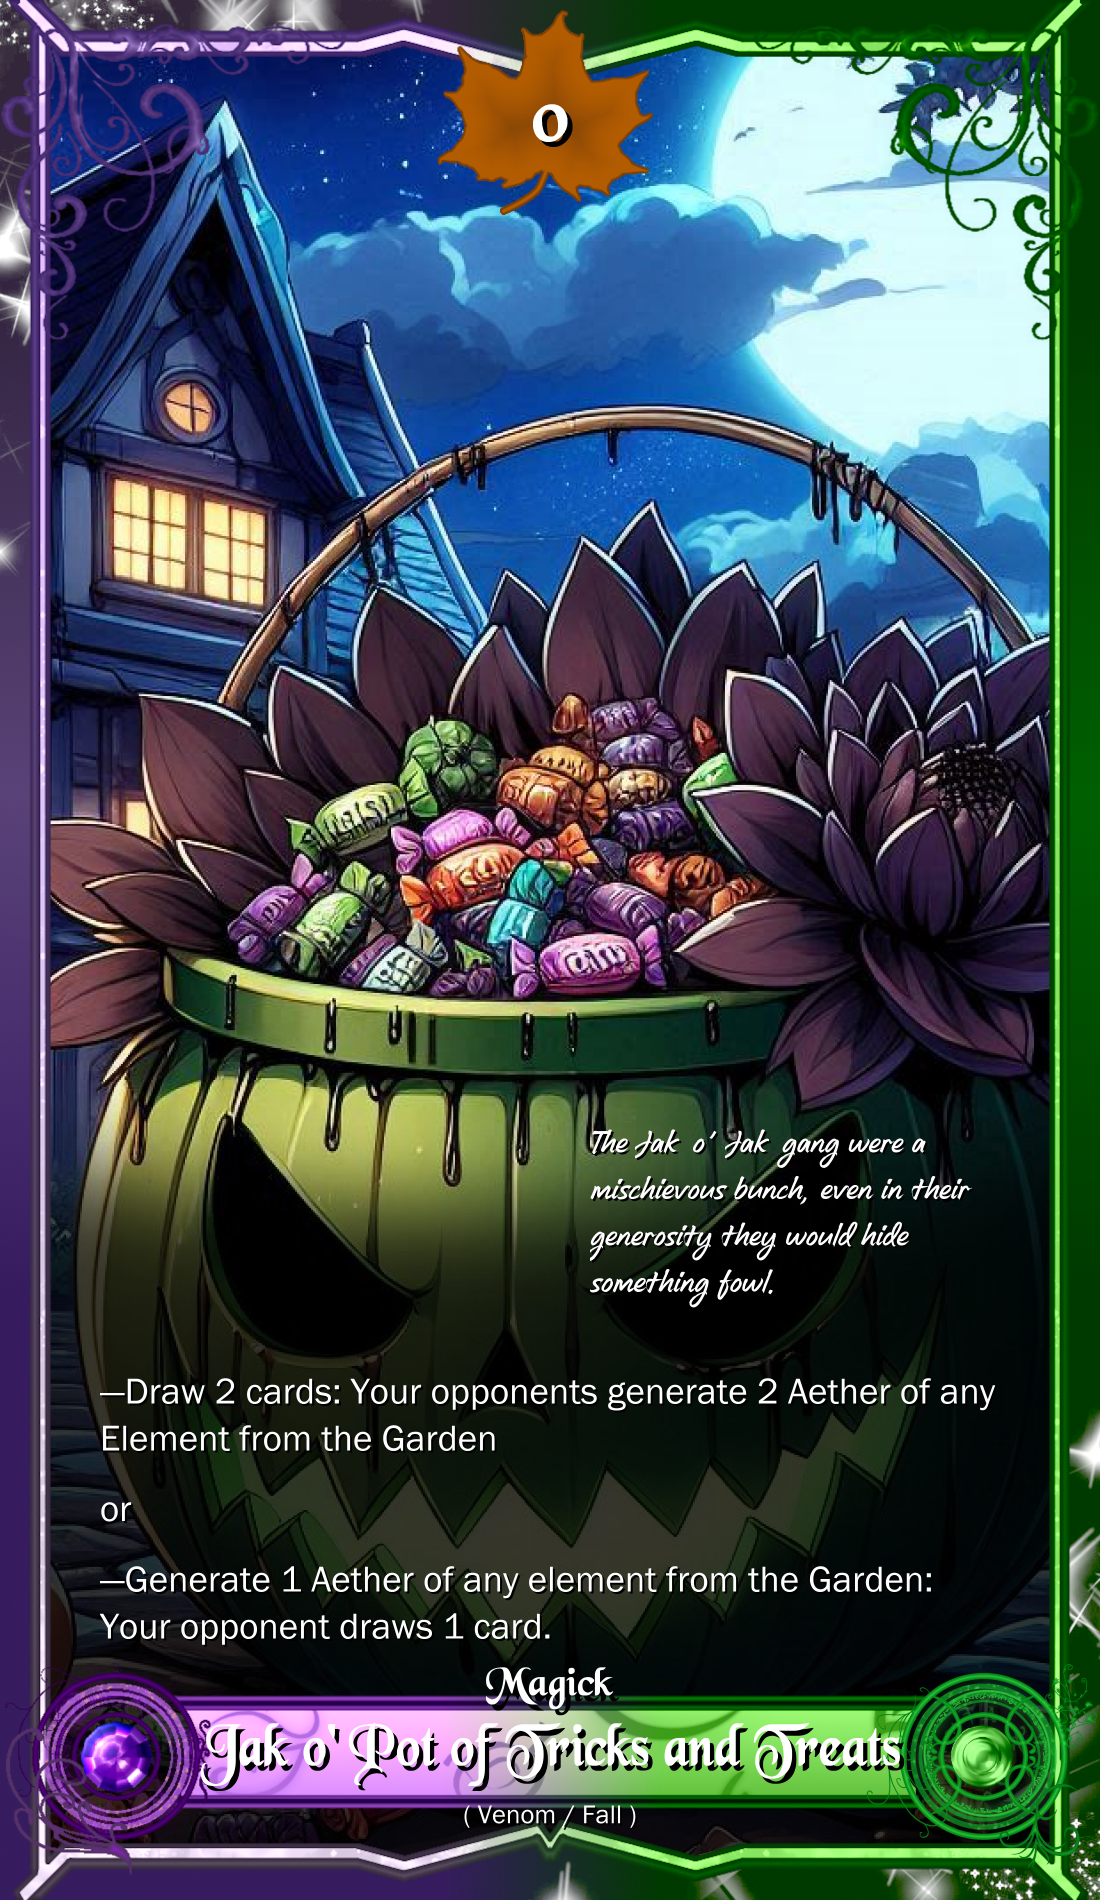 0
The Jak o' Jak gang were a
mischievous bunch, even in their
generosity they would hide
something fowl.
—Draw 2 cards: Your opponents generate 2 Aether of any
Element from the Garden
or
—Generate 1 Aether of any element from the Garden:
Your opponent draws 1 card.
Magick
Jak o' Pot of Tricks and Treats
( Venom / Fall )